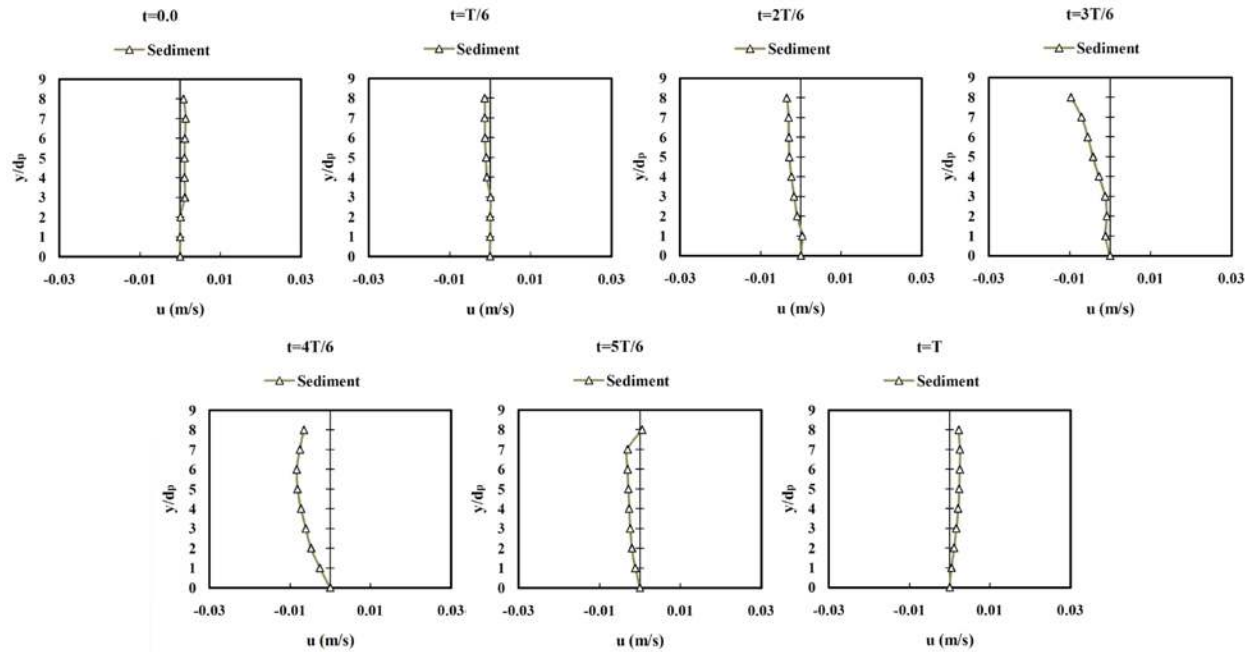 t=0.0
Sediment
9
8
7
6
5
4
3
2
1
0
y/dp
-0.03 -0.01 0.01 0.03
u (m/s)
t=T/6
Sediment
9
8
7
6
5
4
3
2
1
0
y/dp
-0.03 -0.01 0.01 0.03
u (m/s)
t=2T/6
Sediment
9
8
7
6
5
4
3
2
1
0
y/dp
-0.03 -0.01 0.01 0.03
u (m/s)
t=3T/6
Sediment
9
8
7
6
5
4
3
2
1
0
y/dp
-0.03 -0.01 0.01 0.03
u (m/s)
t=4T/6
Sediment
9
8
7
6
5
4
3
2
1
0
y/dp
-0.03 -0.01 0.01 0.03
u (m/s)
t=5T/6
Sediment
9
8
7
6
5
4
3
2
1
0
y/dp
-0.03 -0.01 0.01 0.03
u (m/s)
t=T
Sediment
9
8
7
6
5
4
3
2
1
0
y/dp
-0.03 -0.01 0.01 0.03
u (m/s)